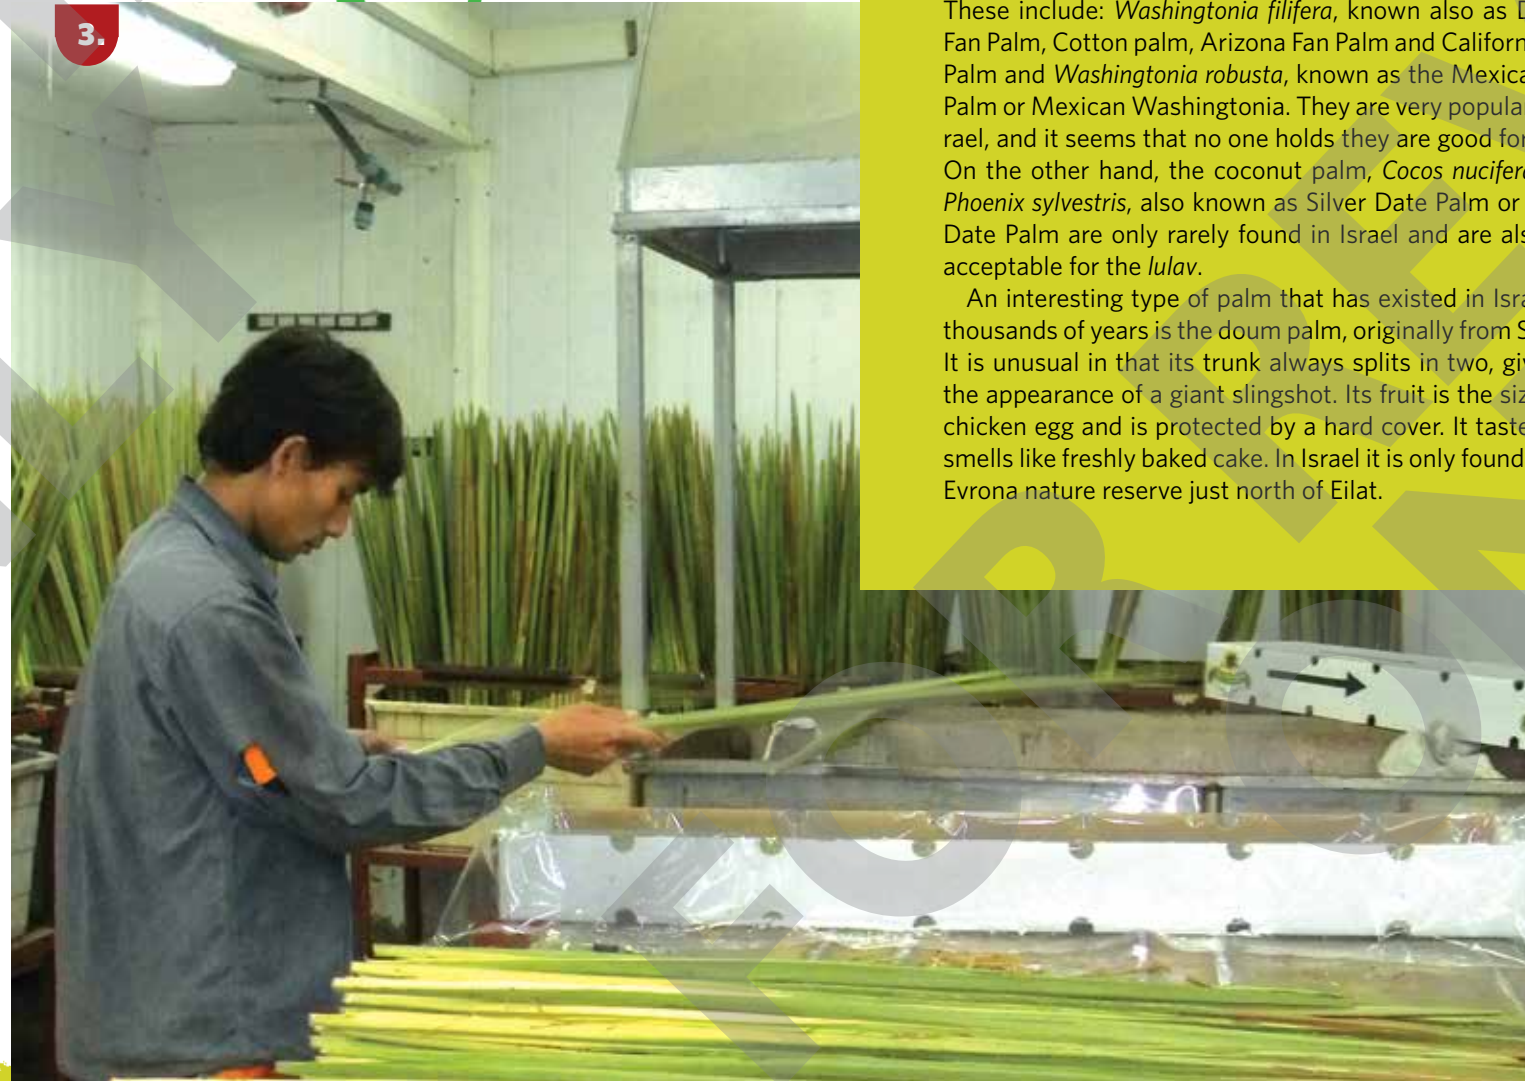 3.
These include: Washingtonia filifera, known also as
Fan Palm, Cotton palm, Arizona Fan Palm and
Palm and Washingtonia robusta, known as the
Palm or Mexican Washingtonia. They are very
rael, and it seems that no one holds they are good for
On the other hand, the coconut palm, Cocos nucifera
Phoenix sylvestris, also known as Silver Date Palm or
Date Palm are only rarely found in Israel and are
acceptable for the lulav.
An interesting type of palm that has existed in
thousands of years is the doum palm, originally from
It is unusual in that its trunk always splits in two,
the appearance of a giant slingshot. Its fruit is the
chicken egg and is protected by a hard cover. It
smells like freshly baked cake. In Israel it is only found
Evrona nature reserve just north of Eilat.
FOR RE